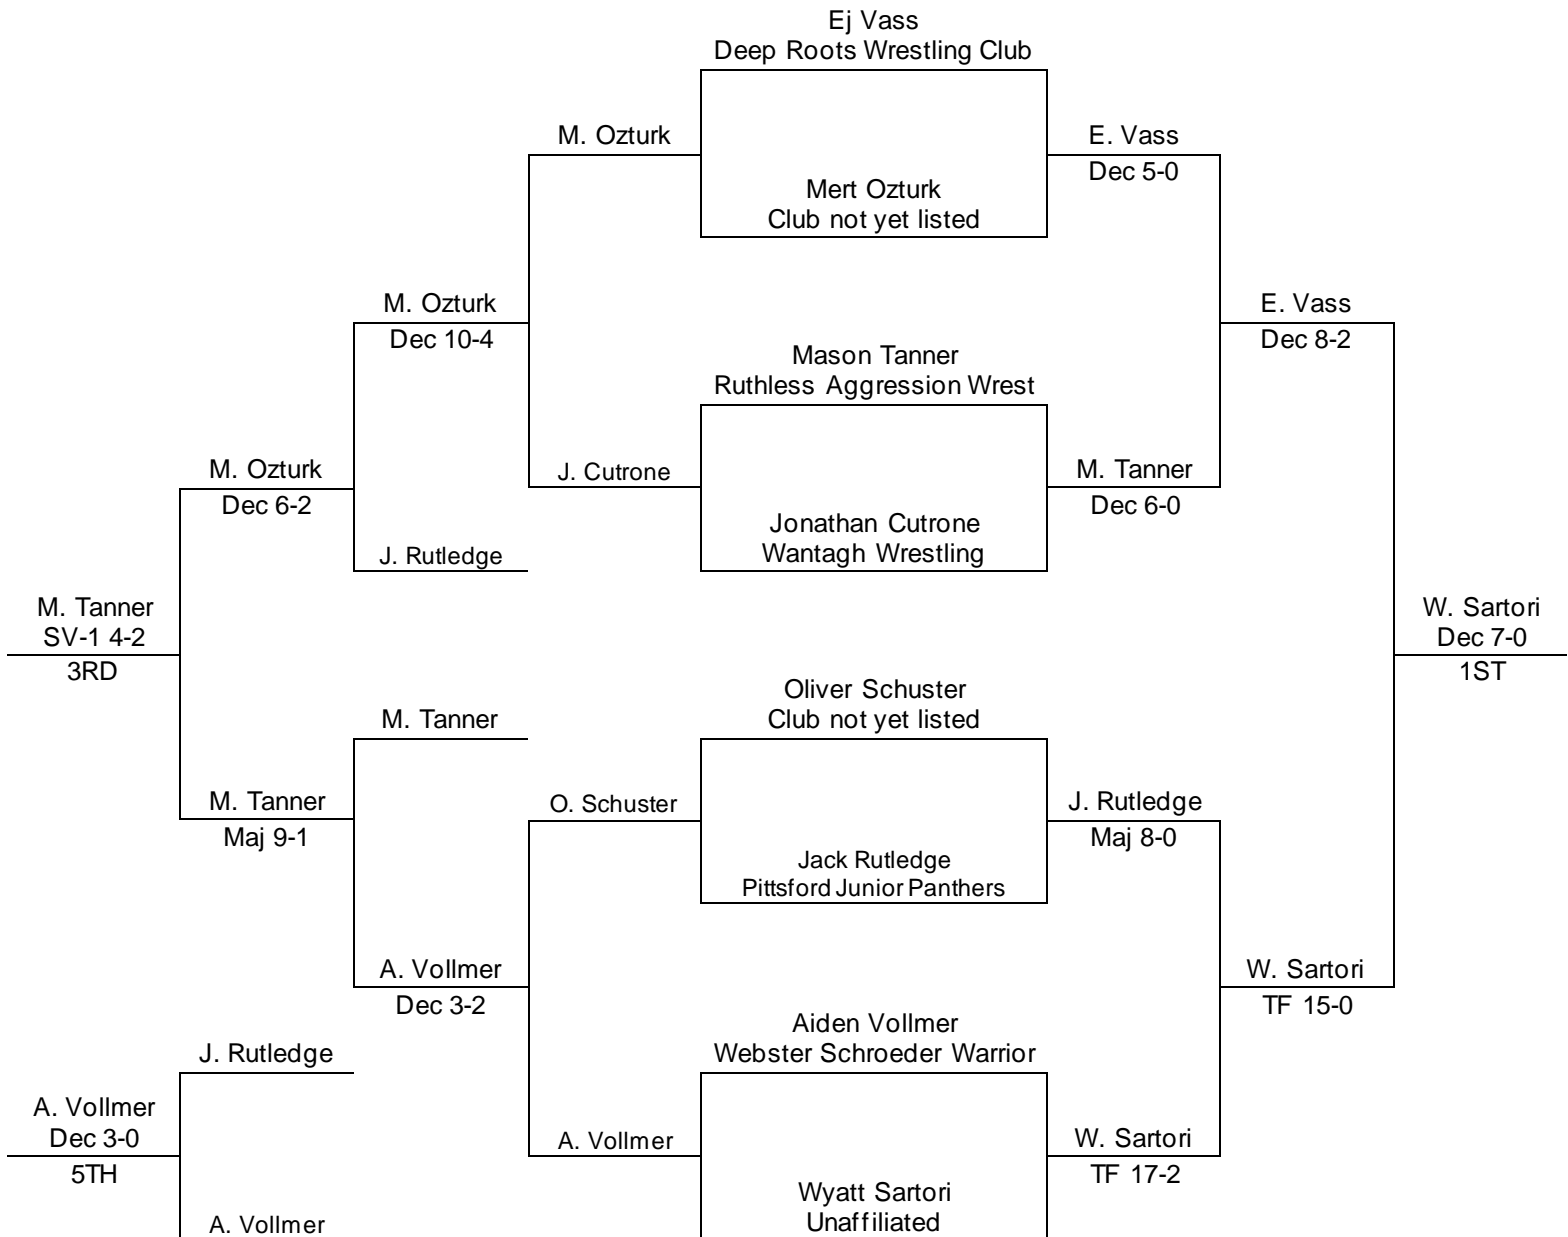 Ej Vass
Deep Roots Wrestling Club
M. Ozturk
E. Vass
Dec 5-0
Mert Ozturk
Club not yet listed
M. Ozturk
Dec 10-4
E. Vass
Dec 8-2
Mason Tanner
Ruthless Aggression Wrest
M. Ozturk
Dec 6-2
J. Cutrone
M. Tanner
Dec 6-0
Jonathan Cutrone
Wantagh Wrestling
J. Rutledge
M. Tanner
SV-1 4-2
3RD
W. Sartori
Dec 7-0
1ST
Oliver Schuster
Club not yet listed
M. Tanner
M. Tanner
Maj 9-1
O. Schuster
J. Rutledge
Maj 8-0
Jack Rutledge
Pittsford Junior Panthers
A. Vollmer
Dec 3-2
W. Sartori
TF 15-0
Aiden Vollmer
Webster Schroeder Warrior
J. Rutledge
A. Vollmer
Dec 3-0
5TH
A. Vollmer
W. Sartori
TF 17-2
Wyatt Sartori
Unaffiliated
A. Vollmer